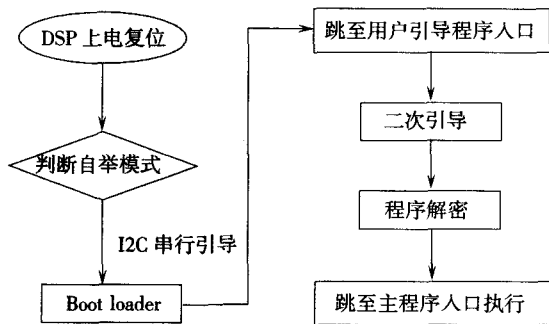 DSP 上电复位
判断自举模式
I2C 串行引导
Boot loader
跳至用户引导程序入口
二次引导
程序解密
跳至主程序入口执行